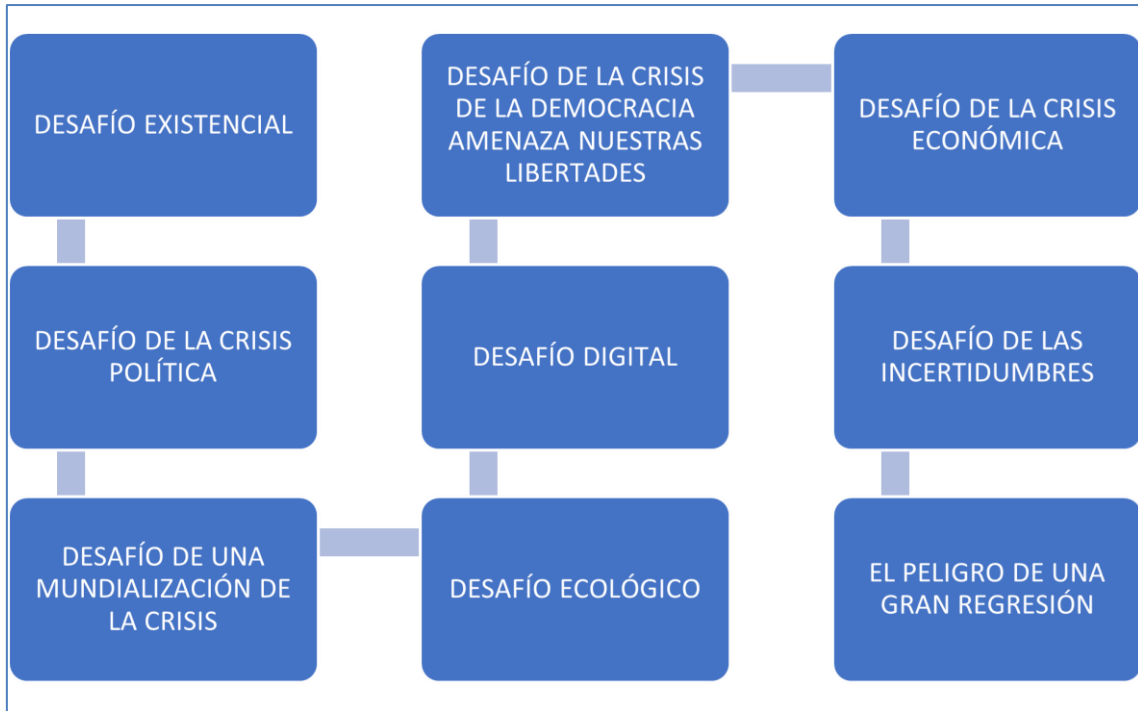 DESAFÍO EXISTENCIAL
DESAFÍO DE LA CRISIS
POLÍTICA
DESAFÍO DE UNA
MUNDIALIZACIÓN DE
LA CRISIS
DESAFÍO ECOLÓGICO
DESAFÍO DIGITAL
DESAFÍO DE LA CRISIS
DE LA DEMOCRACIA
AMENAZA NUESTRAS
LIBERTADES
DESAFÍO DE LA CRISIS
ECONÓMICA
DESAFÍO DE LAS
INCERTIDUMBRES
EL PELIGRO DE UNA
GRAN REGRESIÓN